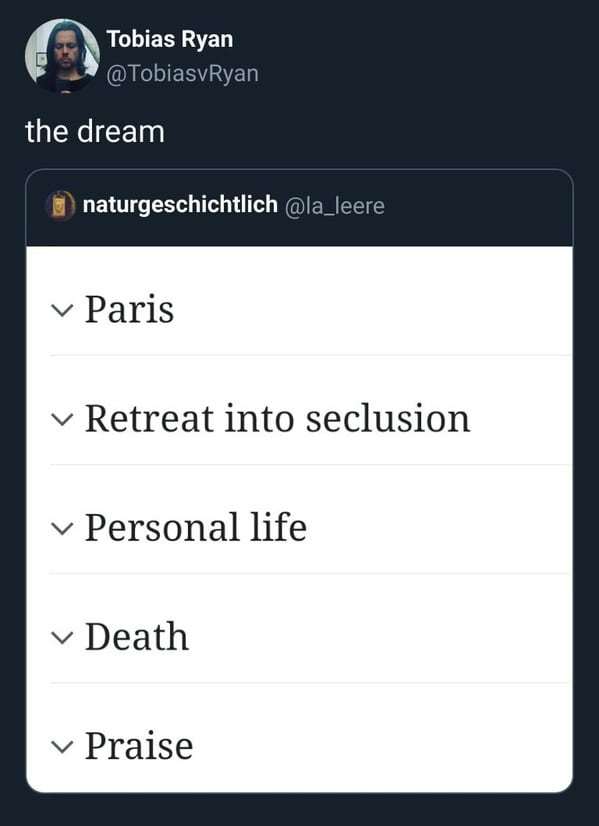 Tobias Ryan
@TobiasvRyan
the dream
naturgeschichtlich @la_leere
Paris
Retreat into seclusion
Personal life
Death
Praise